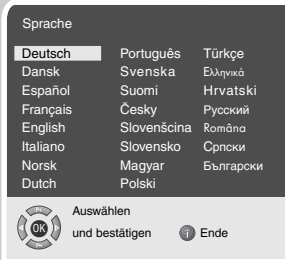 Sprache
Deutsch Português Türkçe
Dansk Svenska Ελληνικά
Español Suomi Hrvatski
Français Česky Русский
English Slovenščina Româna
Italiano Slovensko Српски
Norsk Magyar Български
Dutch Polski
Auswählen
OK und bestätigen i Ende